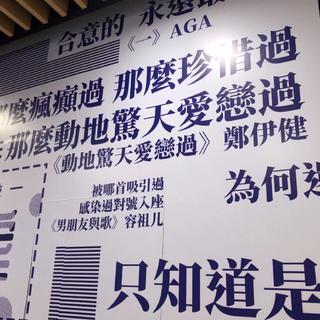 合意的 永遠
《一》AGA
麼瘋癲過 那麼珍惜過
那麼動地驚天愛戀過
《動地驚天愛戀過》鄭伊健
被哪首吸引過
感染過對號入座
《男朋友與歌》容祖儿
為何
只知道是